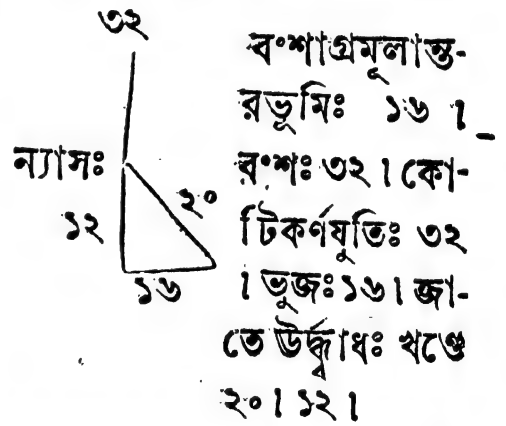 ৩২
ন্যাসঃ
১২
২০
১৬
বংশাগ্রমূলান্ত-
রভূমিঃ ১৬ ।
বংশঃ ৩২ । কো-
টিকর্ণযুতিঃ ৩২
। ভুজঃ ১৬ । জা-
তে ঊর্দ্ধ্বাধঃ খণ্ডে
২০ । ১২ ।